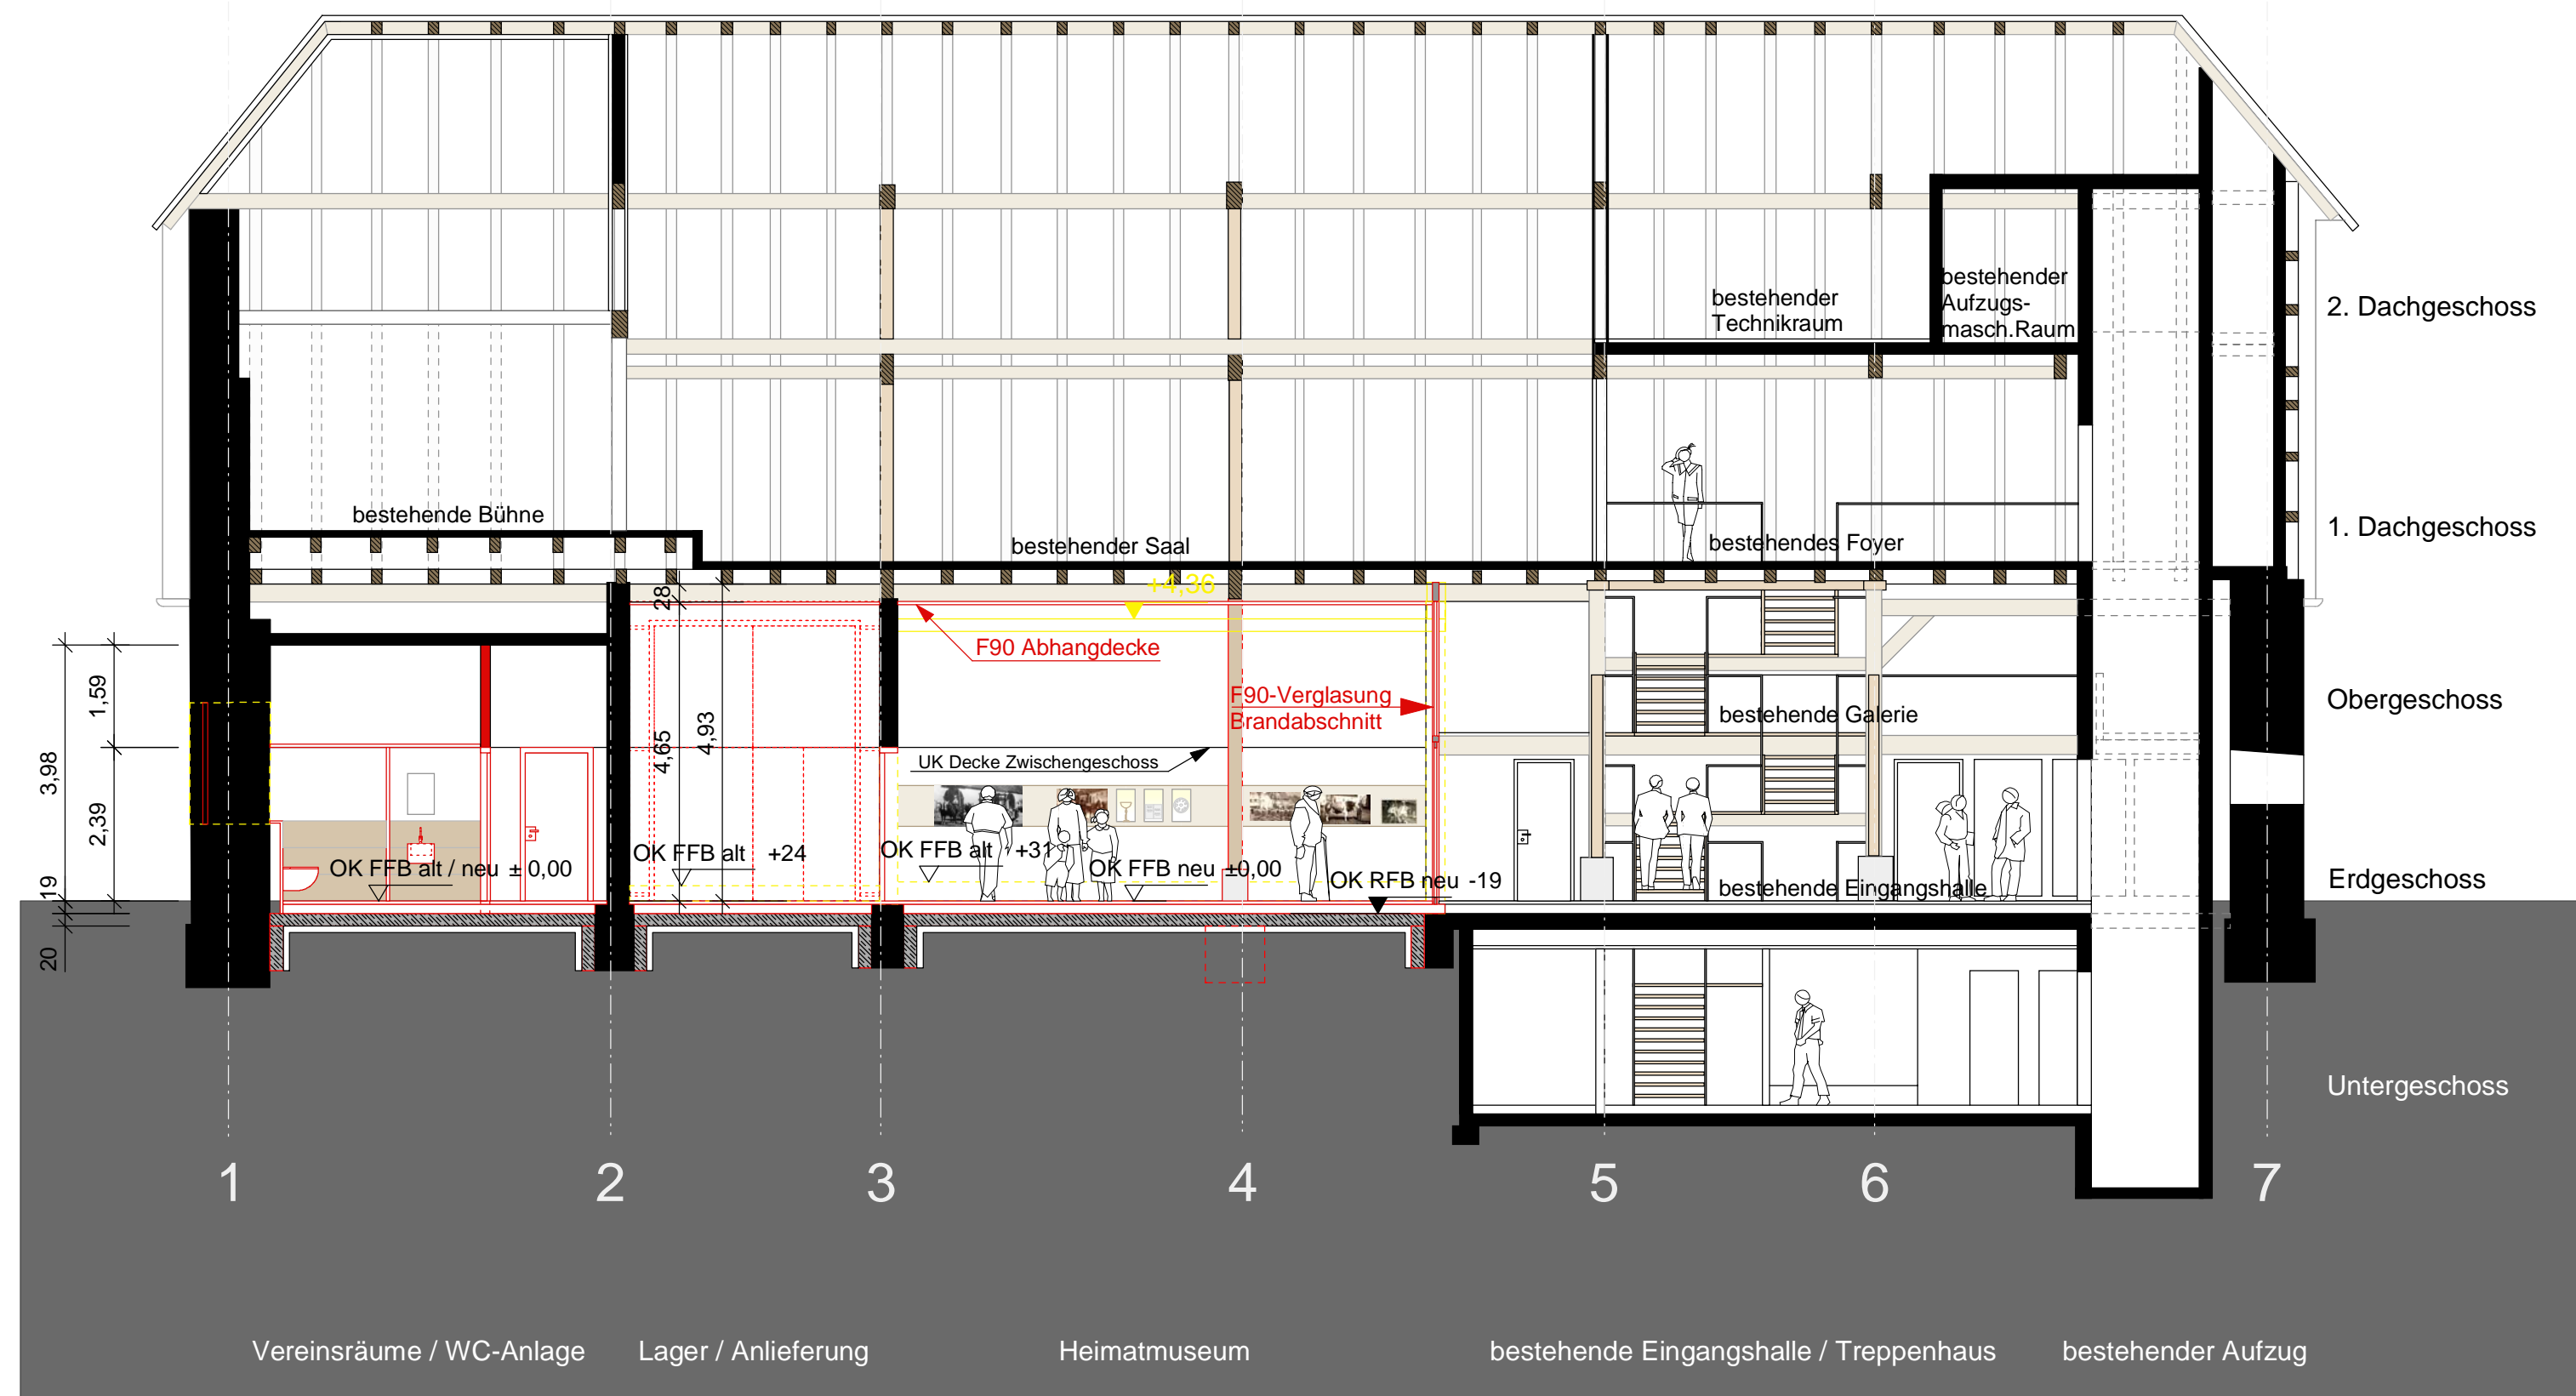 bestehender
Aufzugs-
masch.Raum
bestehender
Technikraum
2. Dachgeschoss
bestehende Bühne
bestehender Saal
bestehendes Foyer
1. Dachgeschoss
+4,36
28
F90 Abhangdecke
F90-Verglasung
Brandabschnitt
1,59
3,98
2,39
4,65
4,93
UK Decke Zwischengeschoss
bestehende Galerie
Obergeschoss
OK FFB alt / neu ± 0,00
OK FFB alt +24
OK FFB alt +31
OK FFB neu ±0,00
OK RFB neu -19
bestehende Eingangshalle
Erdgeschoss
19
20
Untergeschoss
1 2 3 4 5 6 7
Vereinsräume / WC-Anlage
Lager / Anlieferung
Heimatmuseum
bestehende Eingangshalle / Treppenhaus
bestehender Aufzug